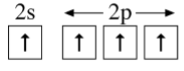 2s ← 2p →
↑ ↑ ↑ ↑